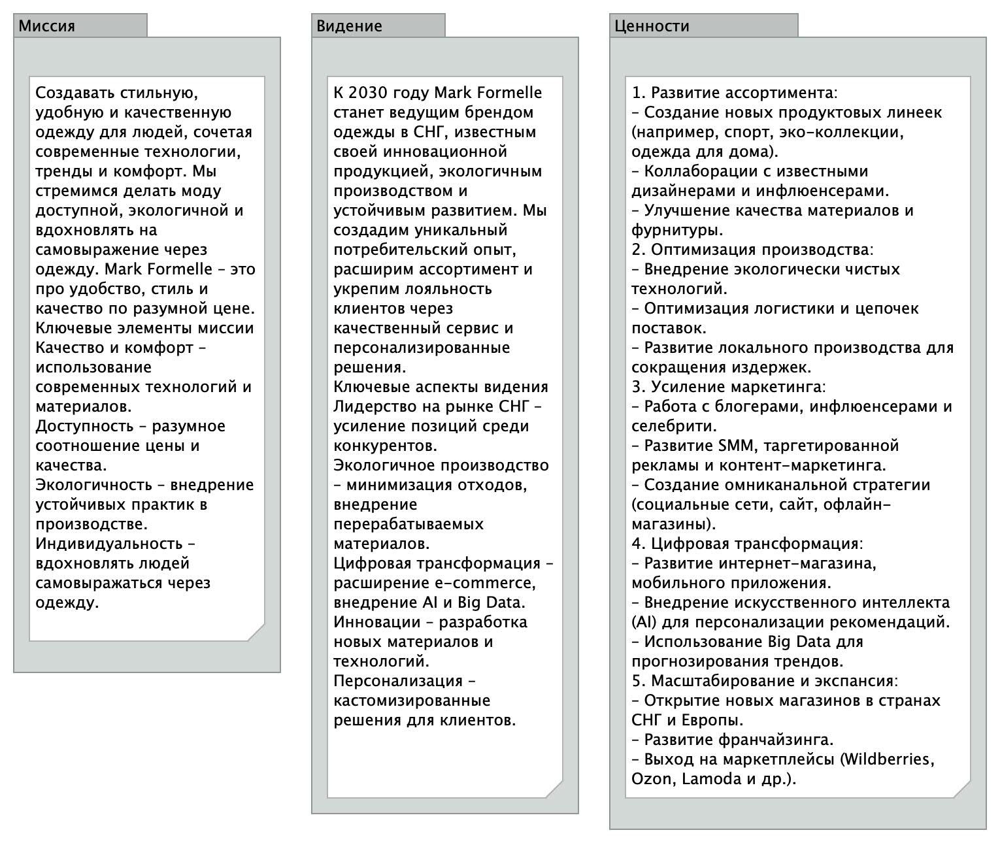 Миссия
Создавать стильную,
удобную и качественную
одежду для людей, сочетая
современные технологии,
тренды и комфорт. Мы
стремимся делать моду
доступной, экологичной и
вдохновлять на
самовыражение через
одежду. Mark Formelle – это
про удобство, стиль и
качество по разумной цене.
Ключевые элементы миссии
Качество и комфорт –
использование
современных технологий и
материалов.
Доступность – разумное
соотношение цены и
качества.
Экологичность – внедрение
устойчивых практик в
производстве.
Индивидуальность –
вдохновлять людей
самовыражаться через
одежду.
Видение
К 2030 году Mark Formelle
станет ведущим брендом
одежды в СНГ, известным
своей инновационной
продукцией, экологичным
производством и
устойчивым развитием. Мы
создадим уникальный
потребительский опыт,
расширим ассортимент и
укрепим лояльность
клиентов через
качественный сервис и
персонализированные
решения.
Ключевые аспекты видения
Лидерство на рынке СНГ –
усиление позиций среди
конкурентов.
Экологичное производство
– минимизация отходов,
внедрение
перерабатываемых
материалов.
Цифровая трансформация –
расширение e-commerce,
внедрение AI и Big Data.
Инновации – разработка
новых материалов и
технологий.
Персонализация –
кастомизированные
решения для клиентов.
Ценности
1. Развитие ассортимента:
– Создание новых продуктовых линеек
(например, спорт, эко-коллекции,
одежда для дома).
– Коллаборации с известными
дизайнерами и инфлюенсерами.
– Улучшение качества материалов и
фурнитуры.
2. Оптимизация производства:
– Внедрение экологически чистых
технологий.
– Оптимизация логистики и цепочек
поставок.
– Развитие локального производства для
сокращения издержек.
3. Усиление маркетинга:
– Работа с блогерами, инфлюенсерами и
селебрити.
– Развитие SMM, таргетированной
рекламы и контент-маркетинга.
– Создание омниканальной стратегии
(социальные сети, сайт, офлайн-
магазины).
4. Цифровая трансформация:
– Развитие интернет-магазина,
мобильного приложения.
– Внедрение искусственного интеллекта
(AI) для персонализации рекомендаций.
– Использование Big Data для
прогнозирования трендов.
5. Масштабирование и экспансия:
– Открытие новых магазинов в странах
СНГ и Европы.
– Развитие франчайзинга.
– Выход на маркетплейсы (Wildberries,
Ozon, Lamoda и др.).